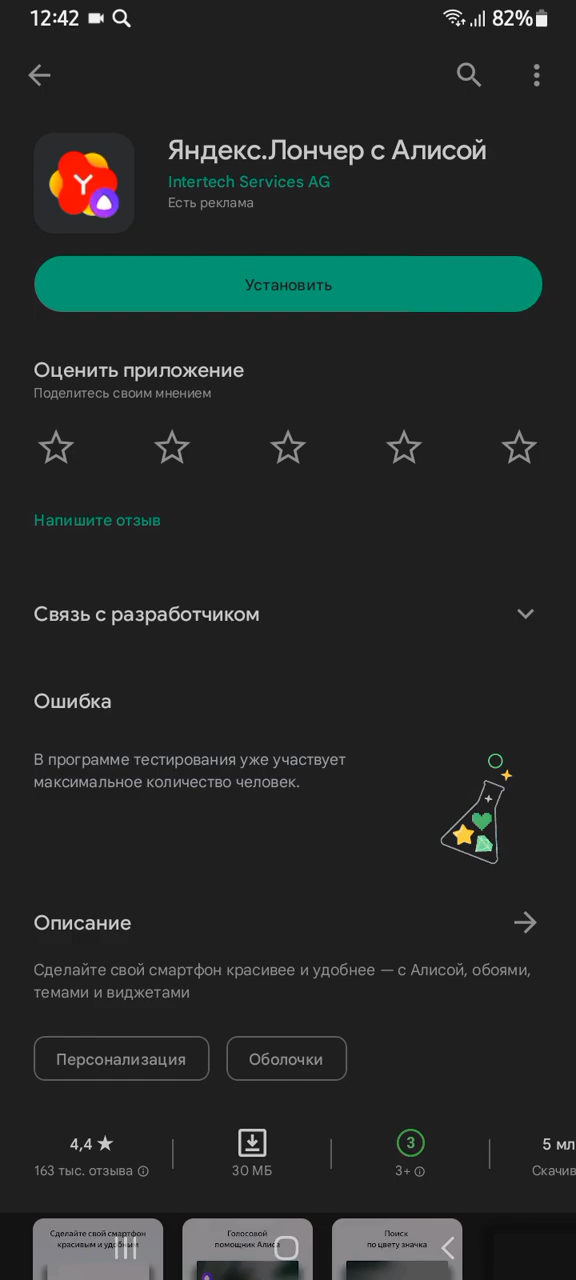 12:42
82%
Яндекс.Лончер с Алисой
Intertech Services AG
Есть реклама
Установить
Оценить приложение
Поделитесь своим мнением
Напишите отзыв
Связь с разработчиком
Ошибка
В программе тестирования уже участвует
максимальное количество человек.
Описание
Сделайте свой смартфон красивее и удобнее — с Алисой, обоями,
темами и виджетами
Персонализация
Оболочки
4,4 ★
163 тыс. отзыва
30 МБ
3
3+
5 мл
Скачив
Сделайте свой смартфон
красивым и удобным
Голосовой
помощник Алиса
Поиск
по цвету значка